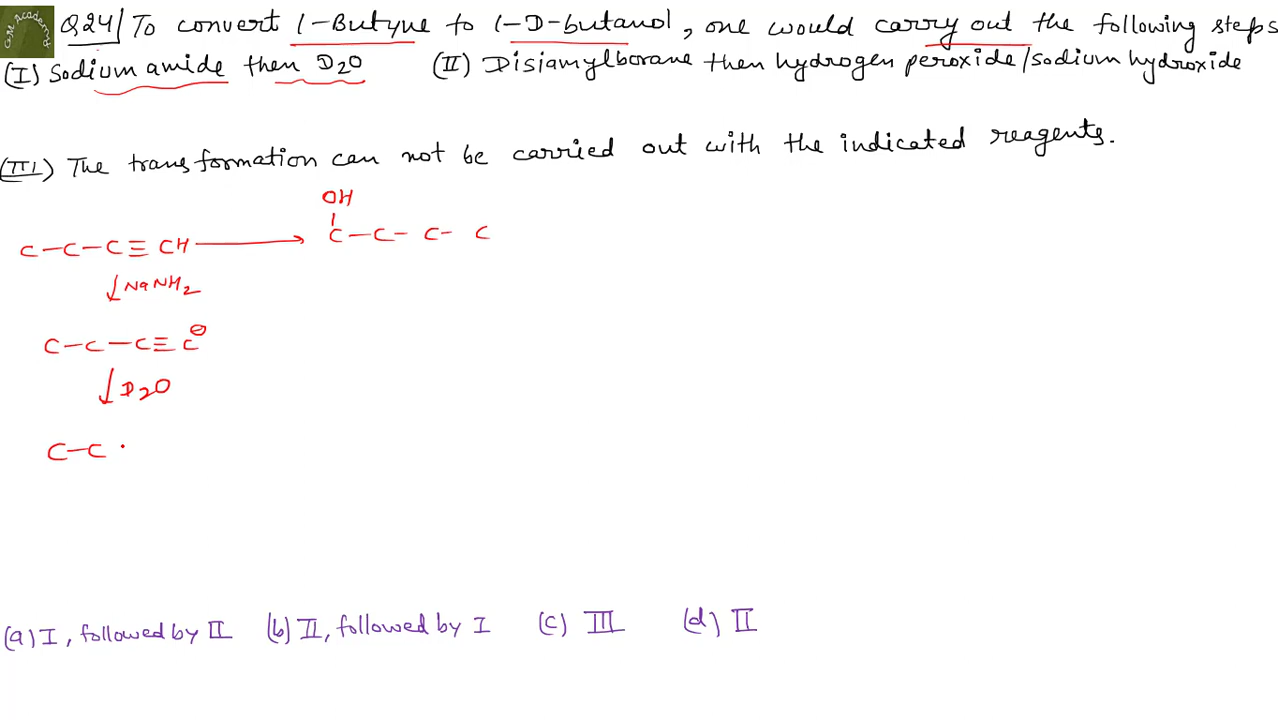 G.M Academy
Q24/ To convert 1-Butyne to 1-D-butanol, one would carry out the following steps
(I) Sodium amide then D2O (II) Disiamylborane then hydrogen peroxide/sodium hydroxide
(III) The transformation can not be carried out with the indicated reagents.
OH
C-C-C≡CH → C-C-C-C
↓NaNH2
C-C-C≡C⊖
↓D2O
C-C
(a) I, followed by II (b) II, followed by I (c) III (d) II